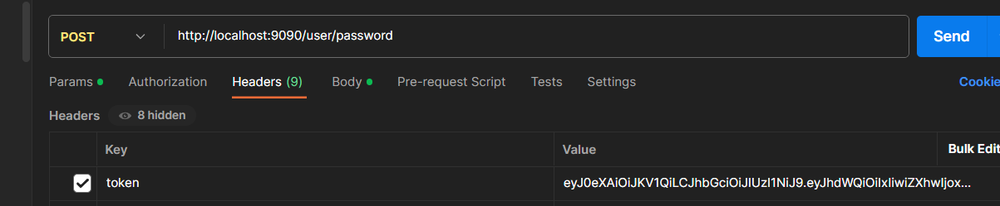 POST http://localhost:9090/user/password Send
Params Authorization Headers (9) Body Pre-request Script Tests Settings Cookie
Headers 8 hidden
Key Value Bulk Edit
token eyJ0eXAiOiJKV1QiLCJhbGciOiJIUzI1NiJ9.eyJhdWQiOiIxIiwiZXhwIjox...